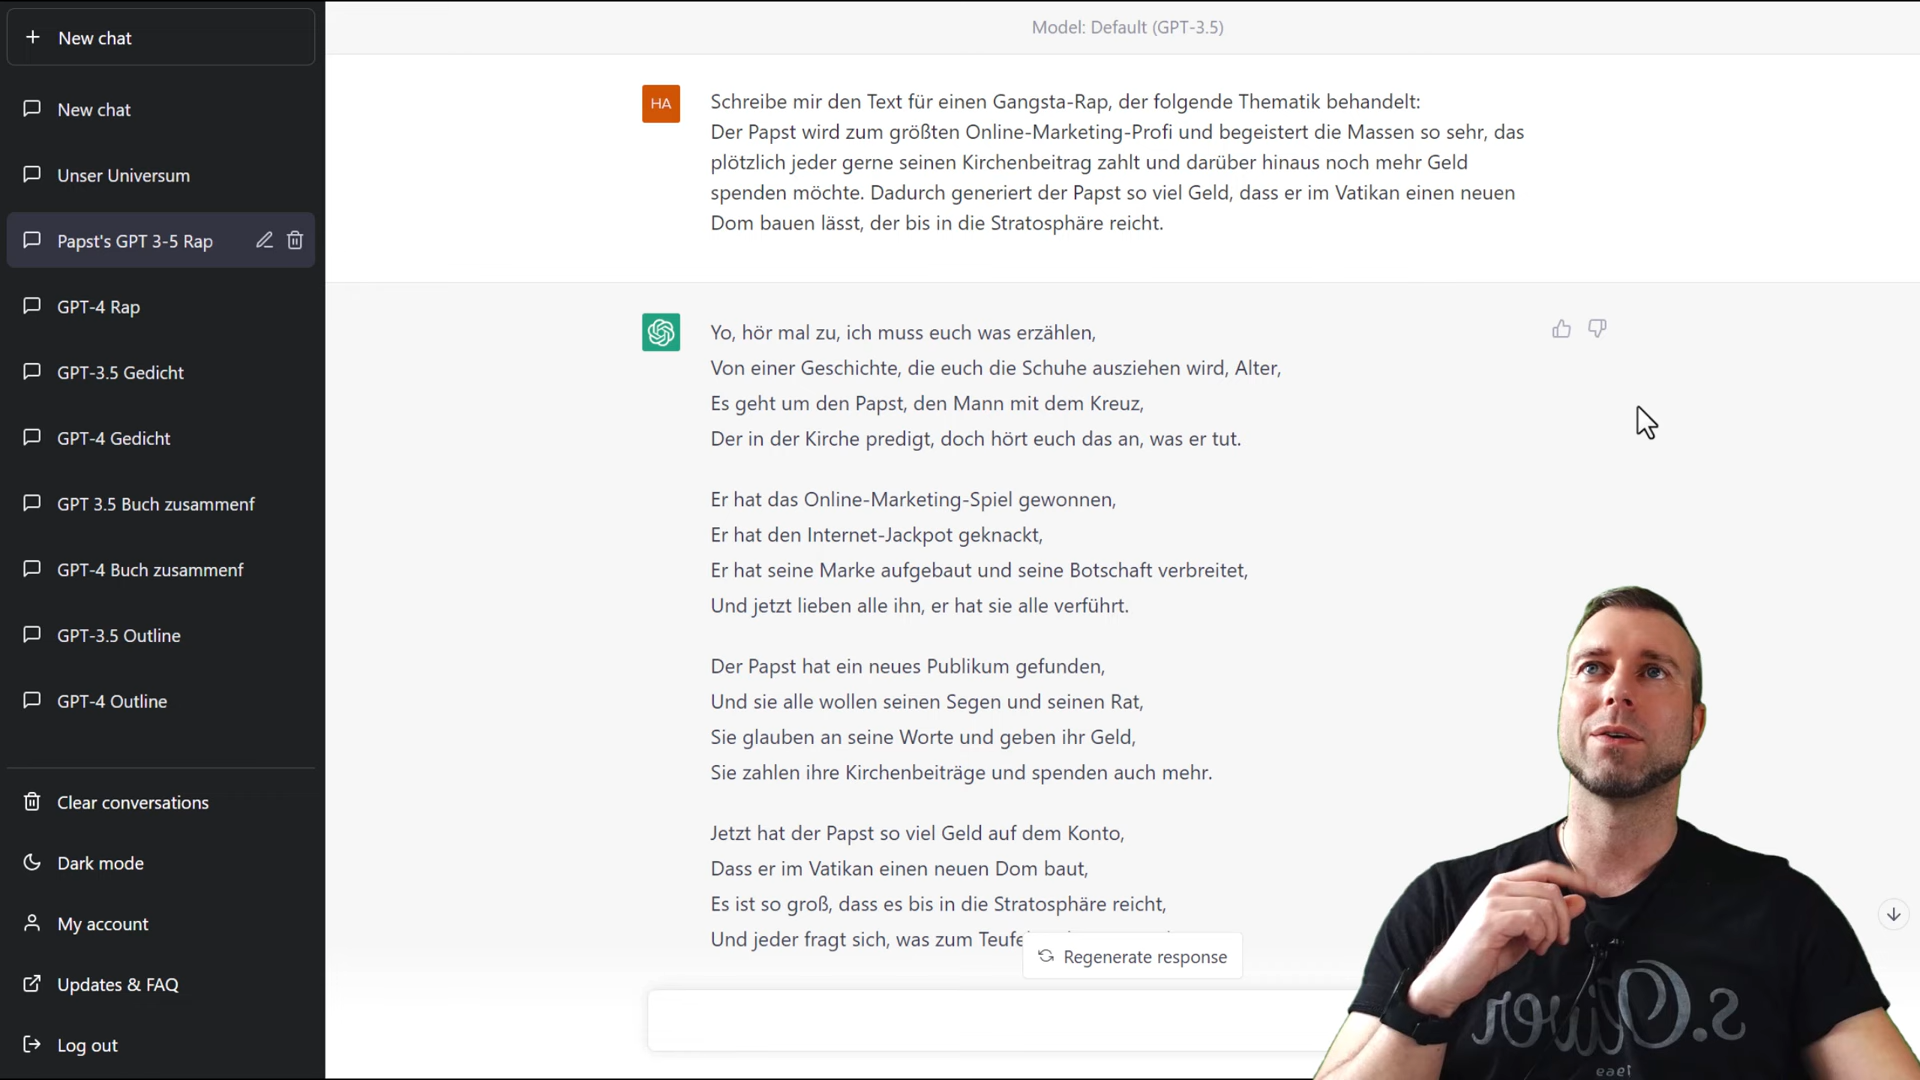 New chat
New chat
Unser Universum
Papst's GPT 3-5 Rap
GPT-4 Rap
GPT-3.5 Gedicht
GPT-4 Gedicht
GPT 3.5 Buch zusammenf
GPT-4 Buch zusammenf
GPT-3.5 Outline
GPT-4 Outline
Clear conversations
Dark mode
My account
Updates & FAQ
Log out
Model: Default (GPT-3.5)
HA
Schreibe mir den Text für einen Gangsta-Rap, der folgende Thematik behandelt:
Der Papst wird zum größten Online-Marketing-Profi und begeistert die Massen so sehr, das
plötzlich jeder gerne seinen Kirchenbeitrag zahlt und darüber hinaus noch mehr Geld
spenden möchte. Dadurch generiert der Papst so viel Geld, dass er im Vatikan einen neuen
Dom bauen lässt, der bis in die Stratosphäre reicht.
Yo, hör mal zu, ich muss euch was erzählen,
Von einer Geschichte, die euch die Schuhe ausziehen wird, Alter,
Es geht um den Papst, den Mann mit dem Kreuz,
Der in der Kirche predigt, doch hört euch das an, was er tut.
Er hat das Online-Marketing-Spiel gewonnen,
Er hat den Internet-Jackpot geknackt,
Er hat seine Marke aufgebaut und seine Botschaft verbreitet,
Und jetzt lieben alle ihn, er hat sie alle verführt.
Der Papst hat ein neues Publikum gefunden,
Und sie alle wollen seinen Segen und seinen Rat,
Sie glauben an seine Worte und geben ihr Geld,
Sie zahlen ihre Kirchenbeiträge und spenden auch mehr.
Jetzt hat der Papst so viel Geld auf dem Konto,
Dass er im Vatikan einen neuen Dom baut,
Es ist so groß, dass es bis in die Stratosphäre reicht,
Und jeder fragt sich, was zum
Regenerate response
s.Oliver
1969